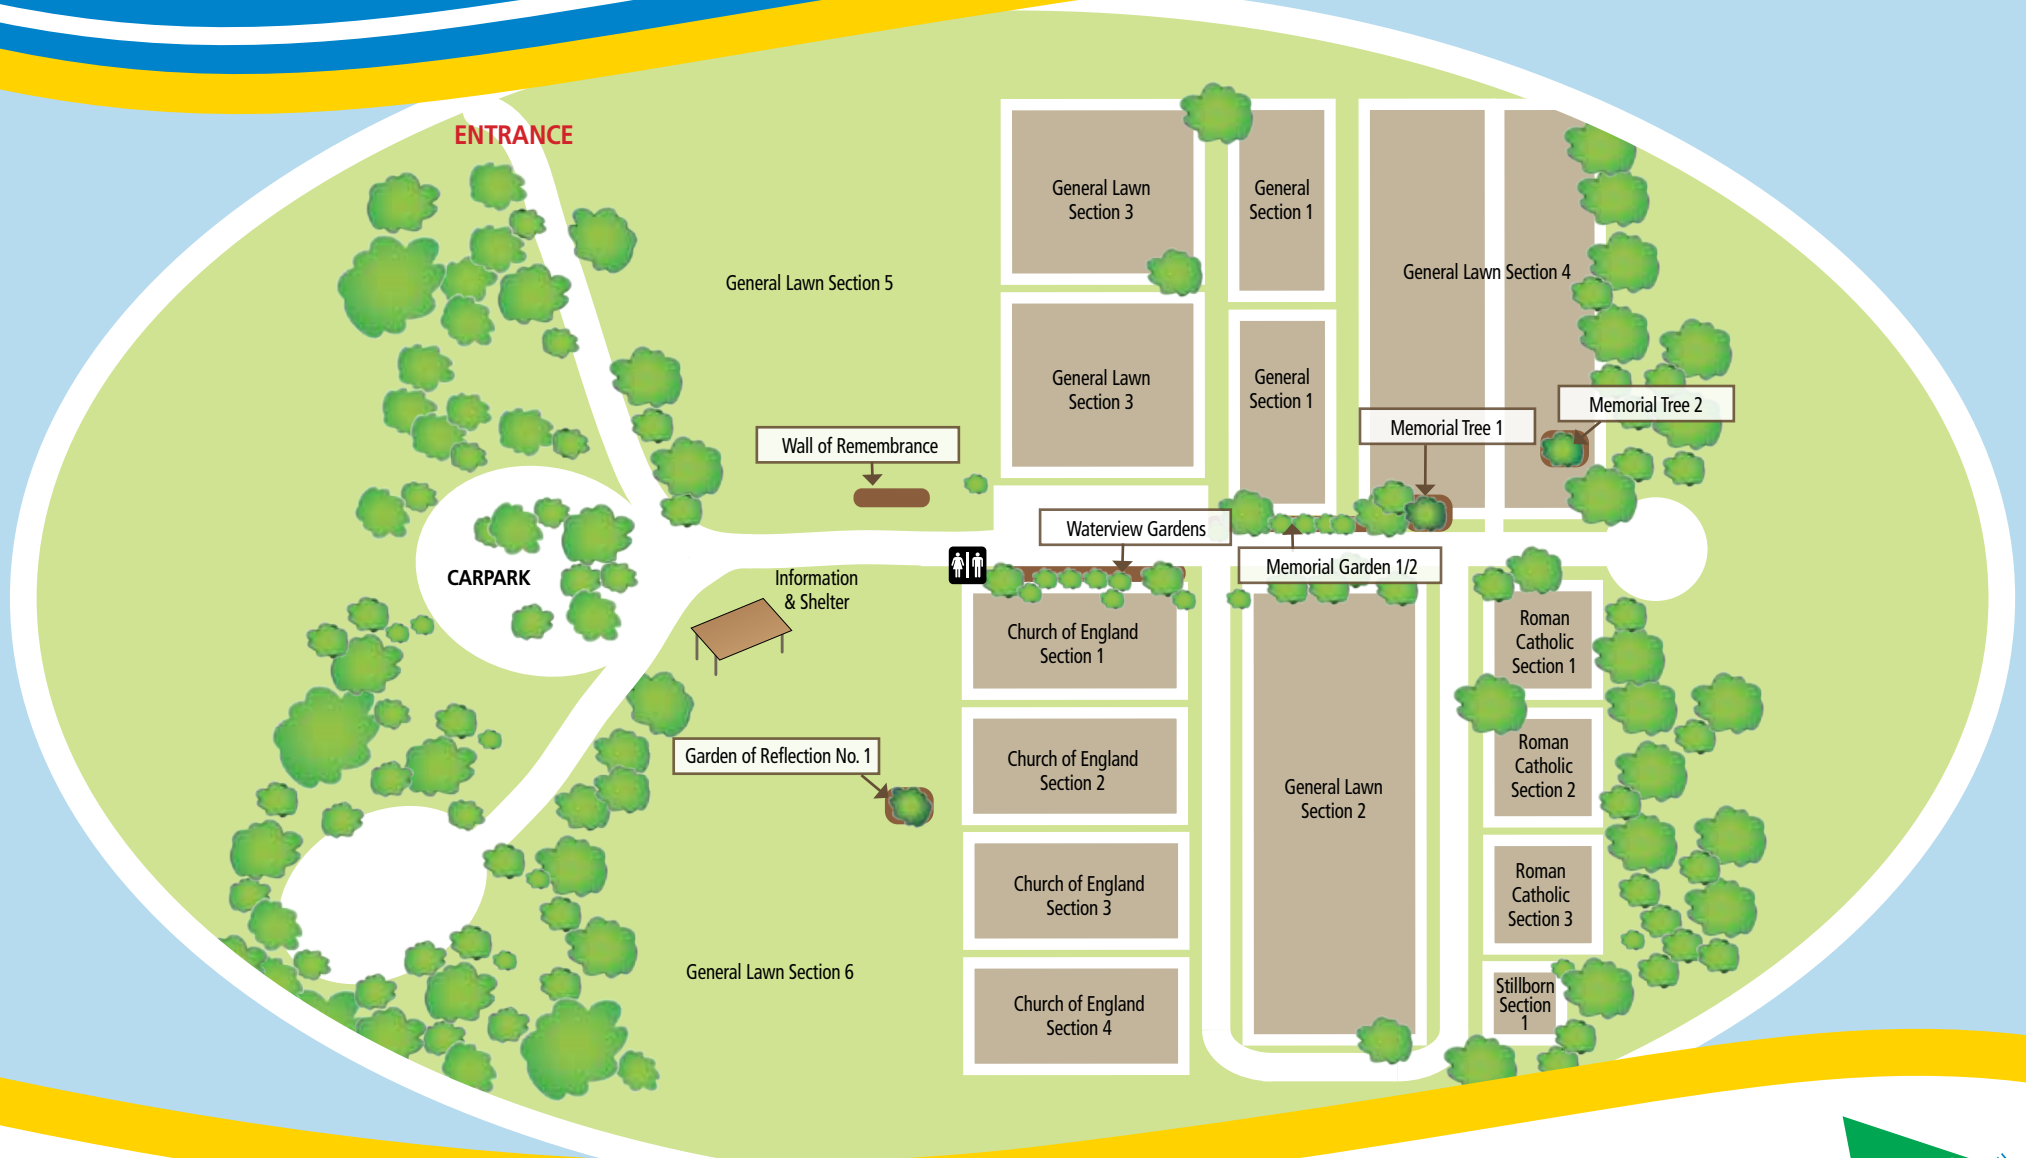 ENTRANCE
General Lawn
Section 3
General
Section 1
General Lawn Section 4
General Lawn Section 5
General Lawn
Section 3
General
Section 1
Memorial Tree 2
Memorial Tree 1
Wall of Remembrance
Waterview Gardens
Memorial Garden 1/2
CARPARK
Information
& Shelter
Church of England
Section 1
Roman
Catholic
Section 1
Garden of Reflection No. 1
Church of England
Section 2
General Lawn
Section 2
Roman
Catholic
Section 2
Church of England
Section 3
Roman
Catholic
Section 3
General Lawn Section 6
Church of England
Section 4
Stillborn
Section
1